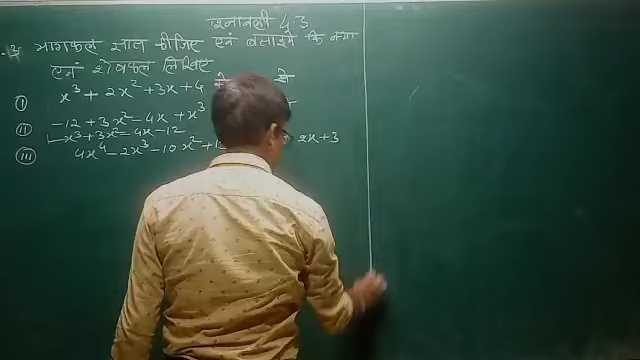 प्रश्नावली 4.3
3 भागफल ज्ञात कीजिए एवं बताइये कि क्या
एवं शेषफल लिखिए
(I) x³ + 2x² + 3x + 4 को से
(II) -12 + 3x² - 4x + x³
x³ + 3x² - 4x - 12
(III) 4x⁴ - 2x³ - 10x² + 2x + 3